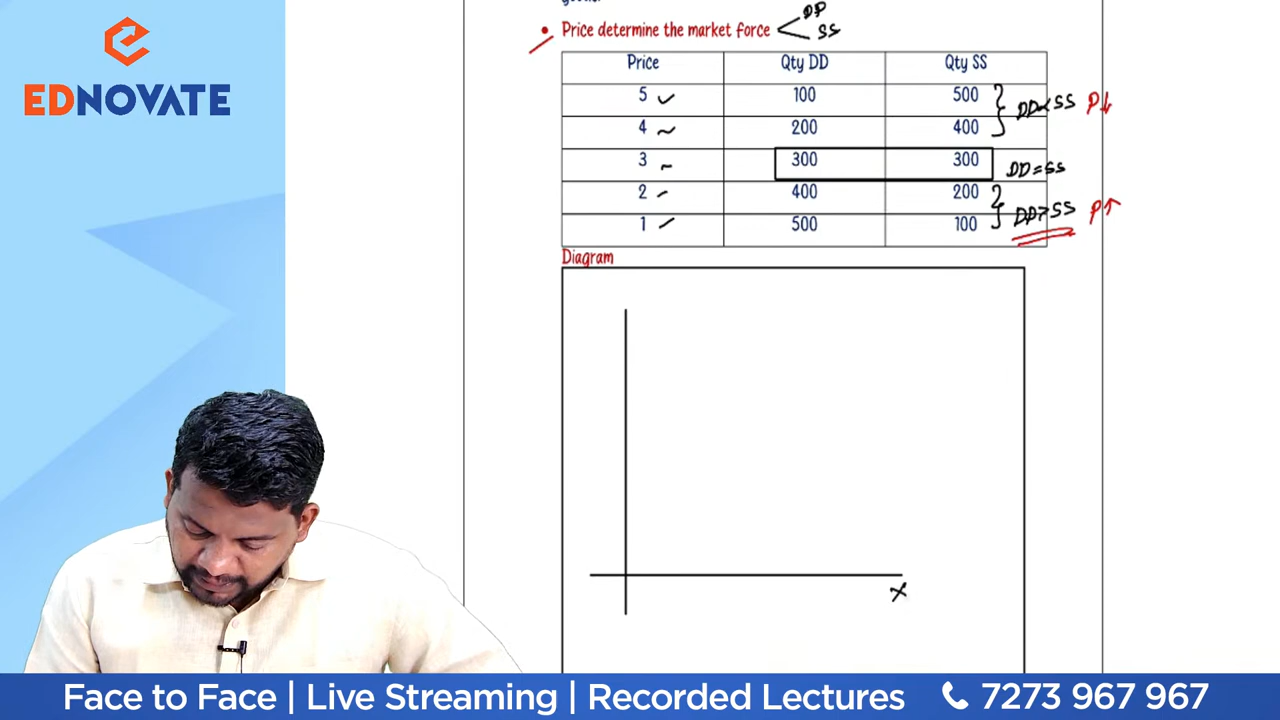 EDNOVATE
• Price determine the market force DD
SS
Price Qty DD Qty SS
5 100 500 DD<SS P↓
4 200 400
3 300 300 DD=SS
2 400 200 DD>SS P↑
1 500 100
Diagram
X
Face to Face | Live Streaming | Recorded Lectures 7273 967 967